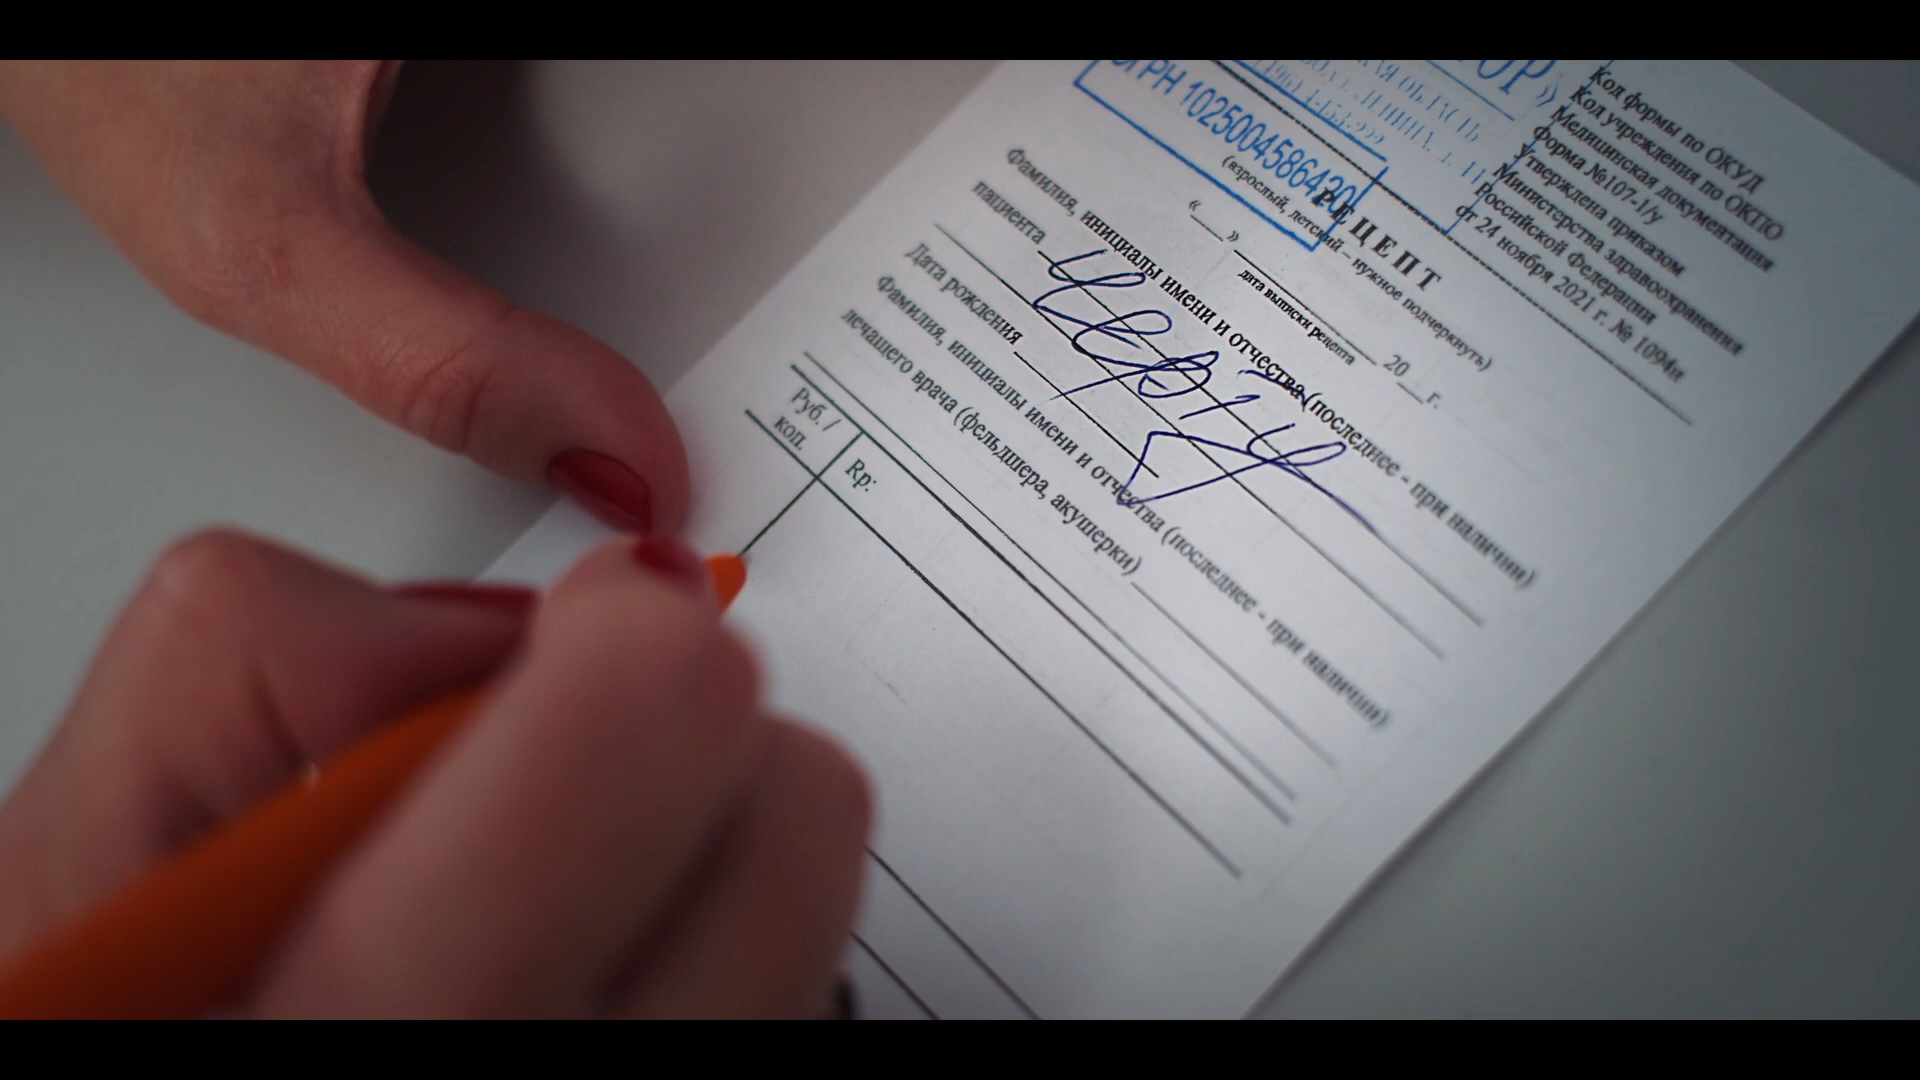 ОГРН 1025004586420
Код формы по ОКУД
Код учреждения по ОКПО
Медицинская документация
Форма №107-1/у
Утверждена приказом
Министерства здравоохранения
Российской Федерации
от 24 ноября 2021 г. № 1094н
РЕЦЕПТ
(взрослый, детский – нужное подчеркнуть)
« » 20 г.
дата выписки рецепта
Фамилия, инициалы имени и отчества (последнее - при наличии)
пациента
Дата рождения
Фамилия, инициалы имени и отчества (последнее - при наличии)
лечащего врача (фельдшера, акушерки)
Руб. /
коп.
Rp: